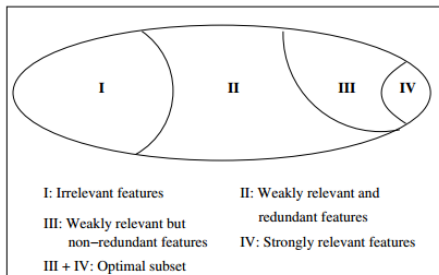 I
II
III
IV
I: Irrelevant features
II: Weakly relevant and
redundant features
III: Weakly relevant but
non−redundant features
IV: Strongly relevant features
III + IV: Optimal subset